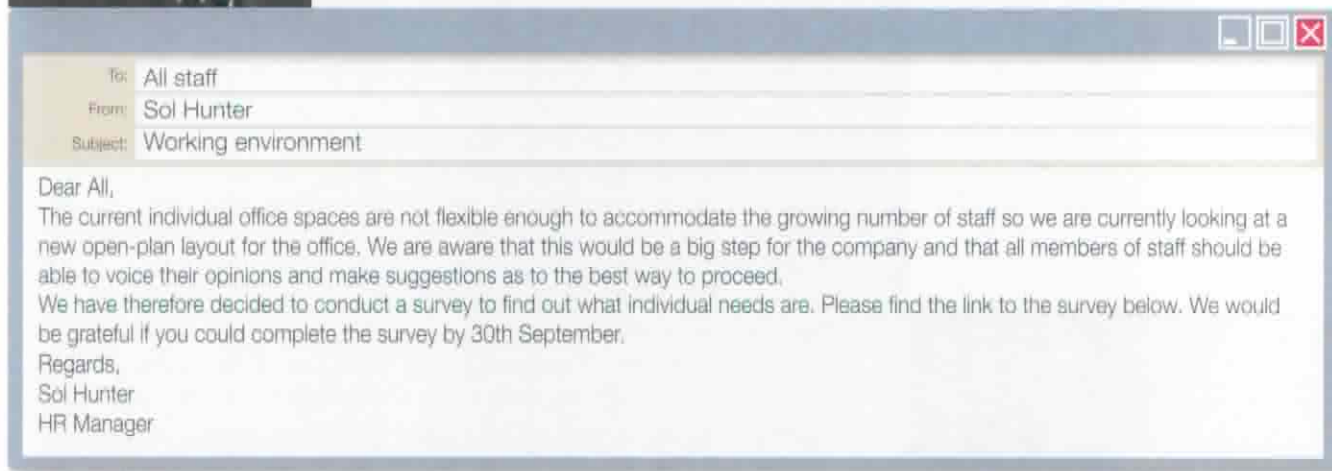 To: All staff
From: Sol Hunter
Subject: Working environment
Dear All,
The current individual office spaces are not flexible enough to accommodate the growing number of staff so we are currently looking at a
new open-plan layout for the office. We are aware that this would be a big step for the company and that all members of staff should be
able to voice their opinions and make suggestions as to the best way to proceed.
We have therefore decided to conduct a survey to find out what individual needs are. Please find the link to the survey below. We would
be grateful if you could complete the survey by 30th September.
Regards,
Sol Hunter
HR Manager